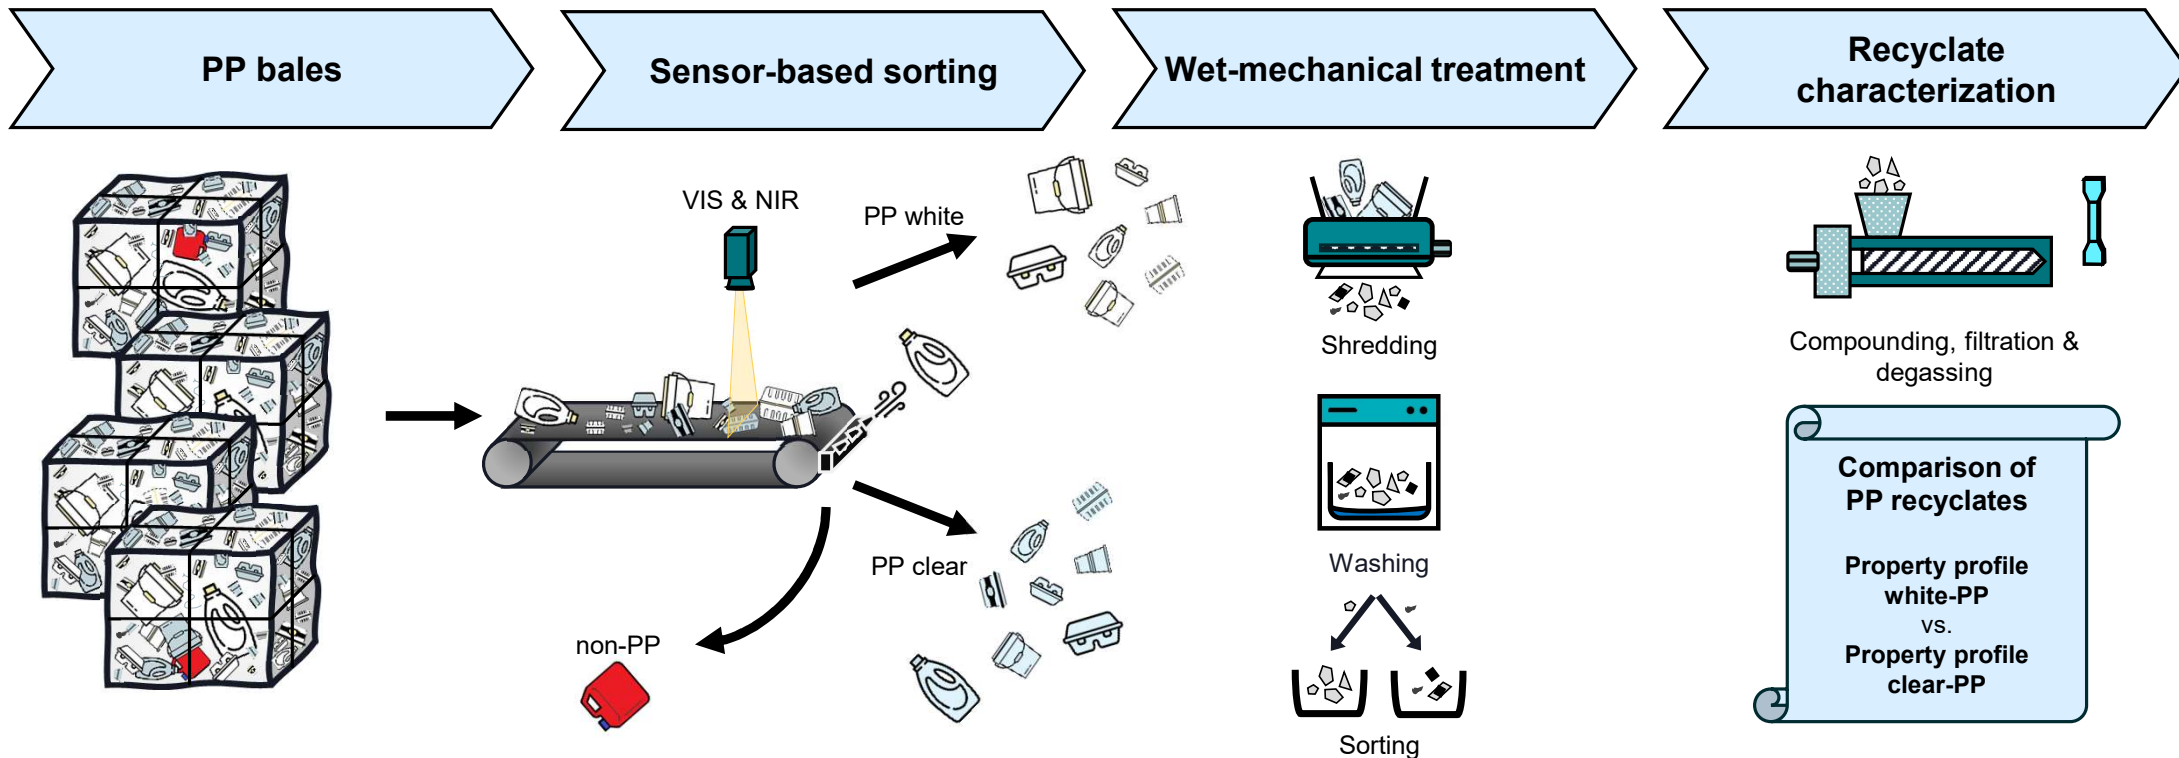 PP bales
Sensor-based sorting
Wet-mechanical treatment
Recyclate
characterization
VIS & NIR
PP white
PP clear
non-PP
Shredding
Washing
Sorting
Compounding, filtration &
degassing
Comparison of
PP recyclates
Property profile
white-PP
vs.
Property profile
clear-PP